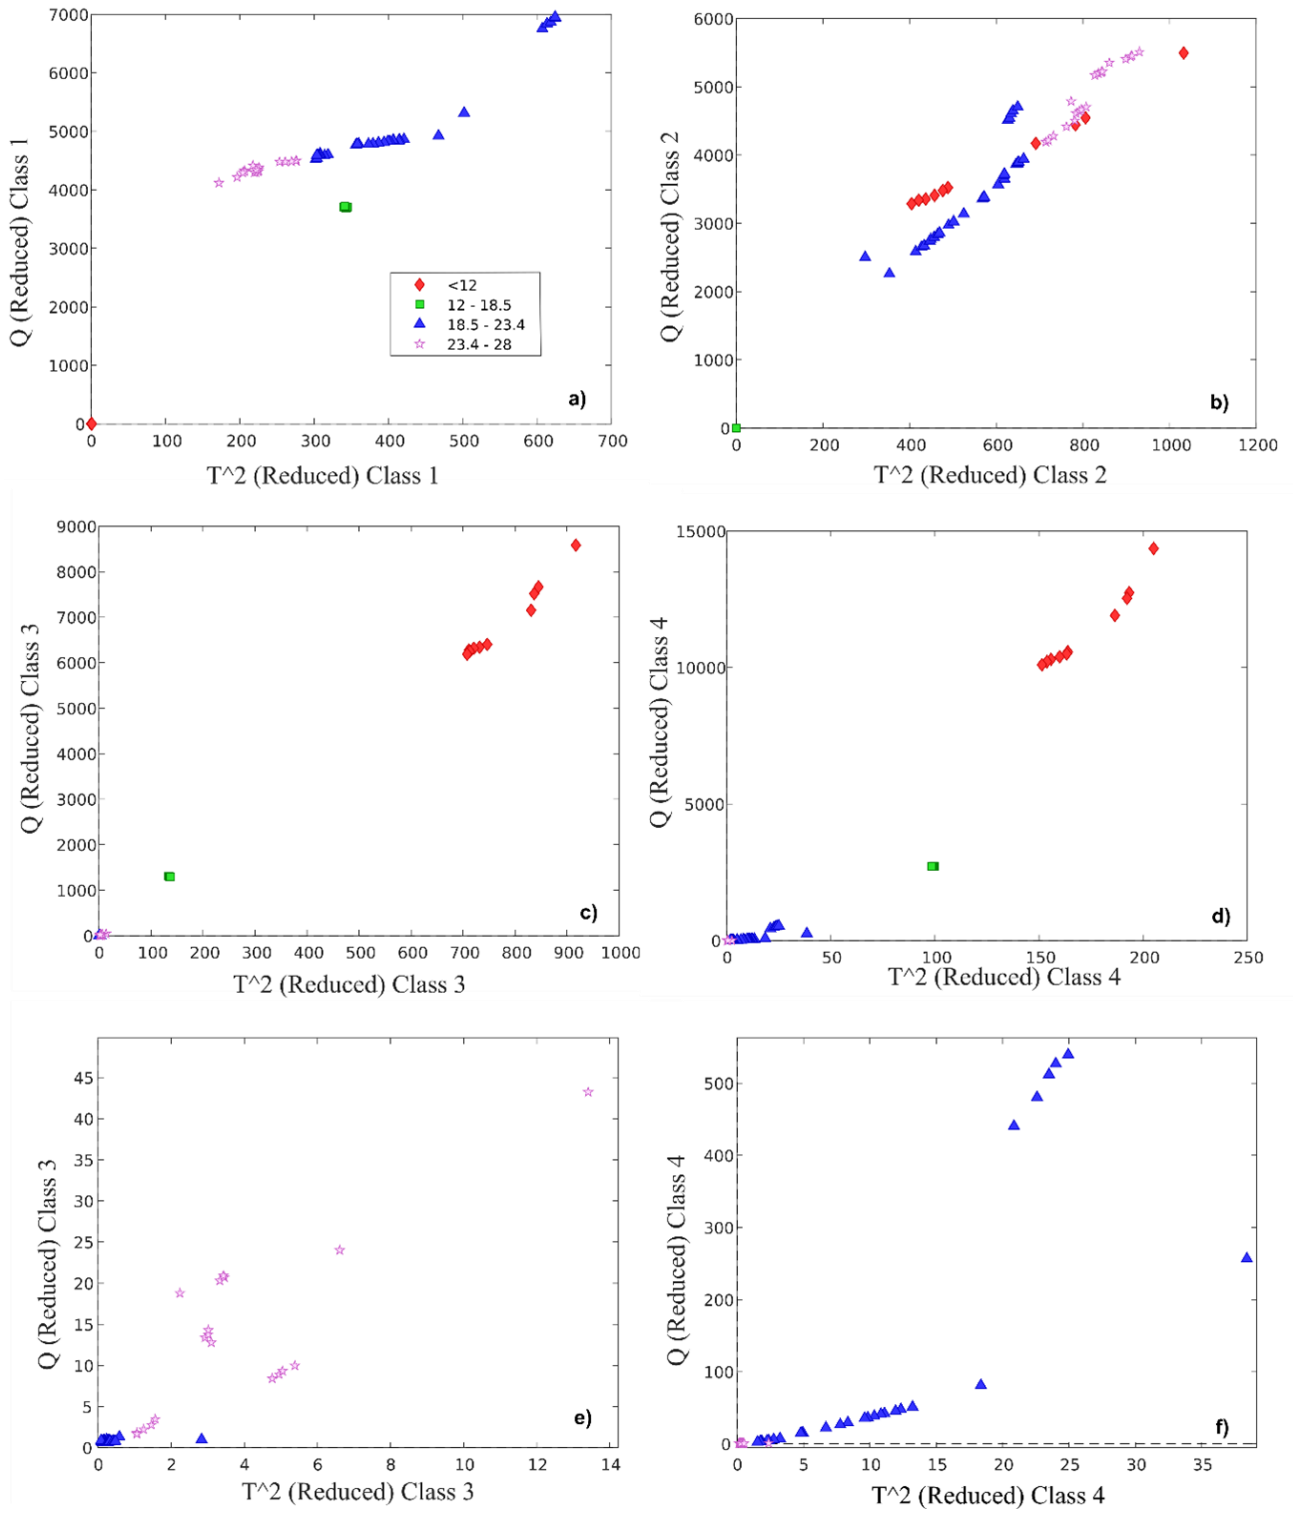 7000
6000
5000
4000
3000
2000
1000
0
Q (Reduced) Class 1
<12
12 - 18.5
18.5 - 23.4
23.4 - 28
a)
0 100 200 300 400 500 600 700
T^2 (Reduced) Class 1
6000
5000
4000
3000
2000
1000
0
Q (Reduced) Class 2
b)
0 200 400 600 800 1000 1200
T^2 (Reduced) Class 2
9000
8000
7000
6000
5000
4000
3000
2000
1000
0
Q (Reduced) Class 3
c)
0 100 200 300 400 500 600 700 800 900 1000
T^2 (Reduced) Class 3
15000
10000
5000
0
Q (Reduced) Class 4
d)
0 50 100 150 200 250
T^2 (Reduced) Class 4
45
40
35
30
25
20
15
10
5
0
Q (Reduced) Class 3
e)
0 2 4 6 8 10 12 14
T^2 (Reduced) Class 3
500
400
300
200
100
0
Q (Reduced) Class 4
f)
0 5 10 15 20 25 30 35
T^2 (Reduced) Class 4